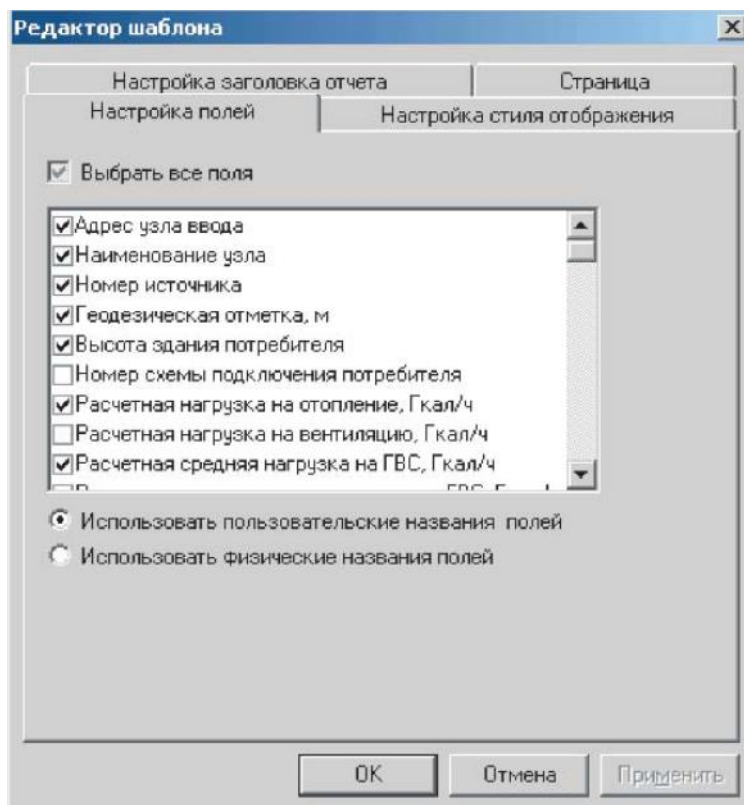 Редактор шаблона
Настройка заголовка отчета
Страница
Настройка полей
Настройка стиля отображения
Выбрать все поля
Адрес узла ввода
Наименование узла
Номер источника
Геодезическая отметка, м
Высота здания потребителя
Номер схемы подключения потребителя
Расчетная нагрузка на отопление, Гкал/ч
Расчетная нагрузка на вентиляцию, Гкал/ч
Расчетная средняя нагрузка на ГВС, Гкал/ч
Использовать пользовательские названия полей
Использовать физические названия полей
OK
Отмена
Применить